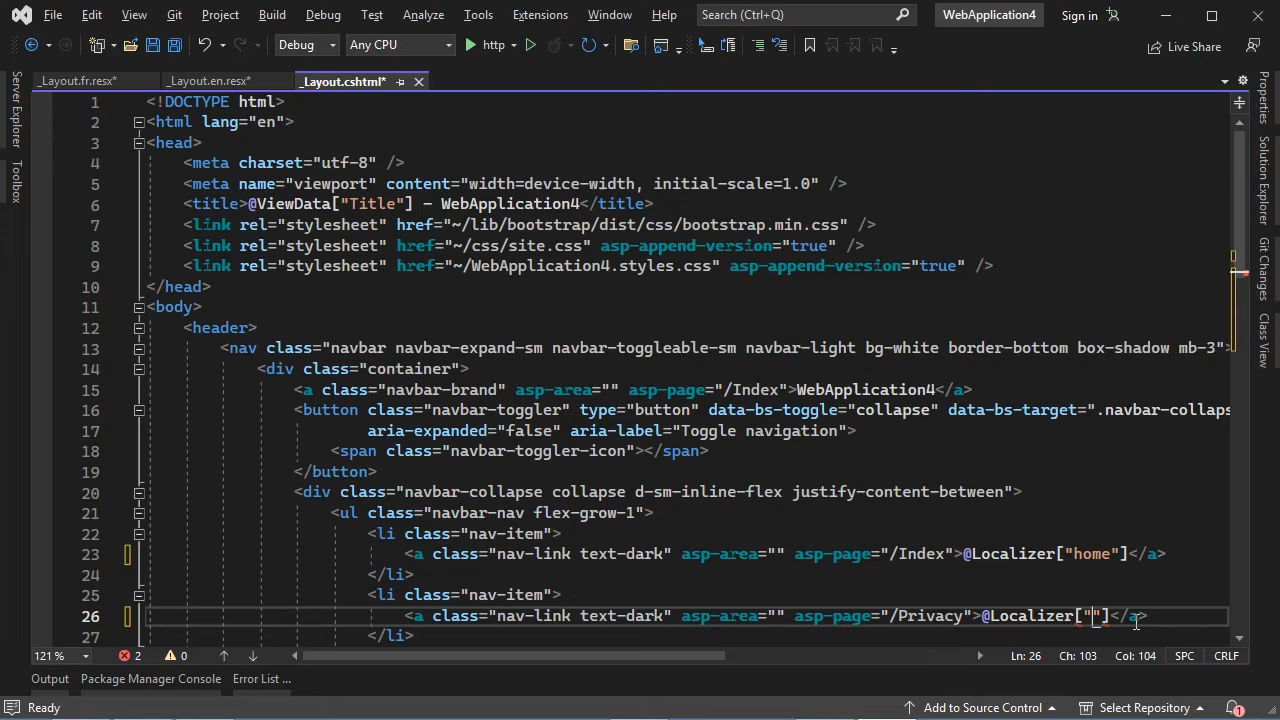 File Edit View Git Project Build Debug Test Analyze Tools Extensions Window Help Search (Ctrl+Q) WebApplication4 Sign in
Debug Any CPU http Live Share
_Layout.fr.resx* _Layout.en.resx* _Layout.cshtml*
Server Explorer
Toolbox
Properties
Solution Explorer
Git Changes
Class View
1 <!DOCTYPE html>
2 <html lang="en">
3 <head>
4 <meta charset="utf-8" />
5 <meta name="viewport" content="width=device-width, initial-scale=1.0" />
6 <title>@ViewData["Title"] - WebApplication4</title>
7 <link rel="stylesheet" href="~/lib/bootstrap/dist/css/bootstrap.min.css" />
8 <link rel="stylesheet" href="~/css/site.css" asp-append-version="true" />
9 <link rel="stylesheet" href="~/WebApplication4.styles.css" asp-append-version="true" />
10 </head>
11 <body>
12 <header>
13 <nav class="navbar navbar-expand-sm navbar-toggleable-sm navbar-light bg-white border-bottom box-shadow mb-3">
14 <div class="container">
15 <a class="navbar-brand" asp-area="" asp-page="/Index">WebApplication4</a>
16 <button class="navbar-toggler" type="button" data-bs-toggle="collapse" data-bs-target=".navbar-collaps
17 aria-expanded="false" aria-label="Toggle navigation">
18 <span class="navbar-toggler-icon"></span>
19 </button>
20 <div class="navbar-collapse collapse d-sm-inline-flex justify-content-between">
21 <ul class="navbar-nav flex-grow-1">
22 <li class="nav-item">
23 <a class="nav-link text-dark" asp-area="" asp-page="/Index">@Localizer["home"]</a>
24 </li>
25 <li class="nav-item">
26 <a class="nav-link text-dark" asp-area="" asp-page="/Privacy">@Localizer[""]</a>
27 </li>
121 % 2 0 Ln: 26 Ch: 103 Col: 104 SPC CRLF
Output Package Manager Console Error List ...
Ready Add to Source Control Select Repository 1